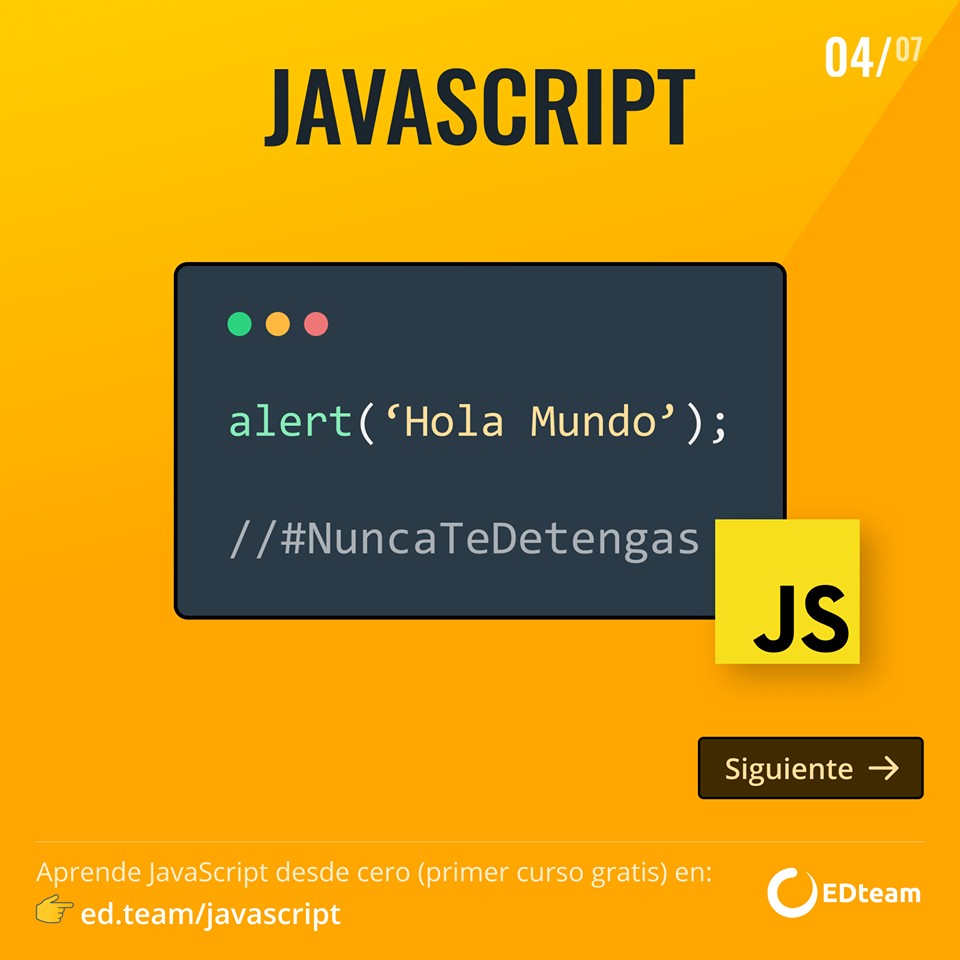 04/07
JAVASCRIPT
alert(‘Hola Mundo’);
//#NuncaTeDetengas
JS
Siguiente →
Aprende JavaScript desde cero (primer curso gratis) en:
ed.team/javascript
EDteam